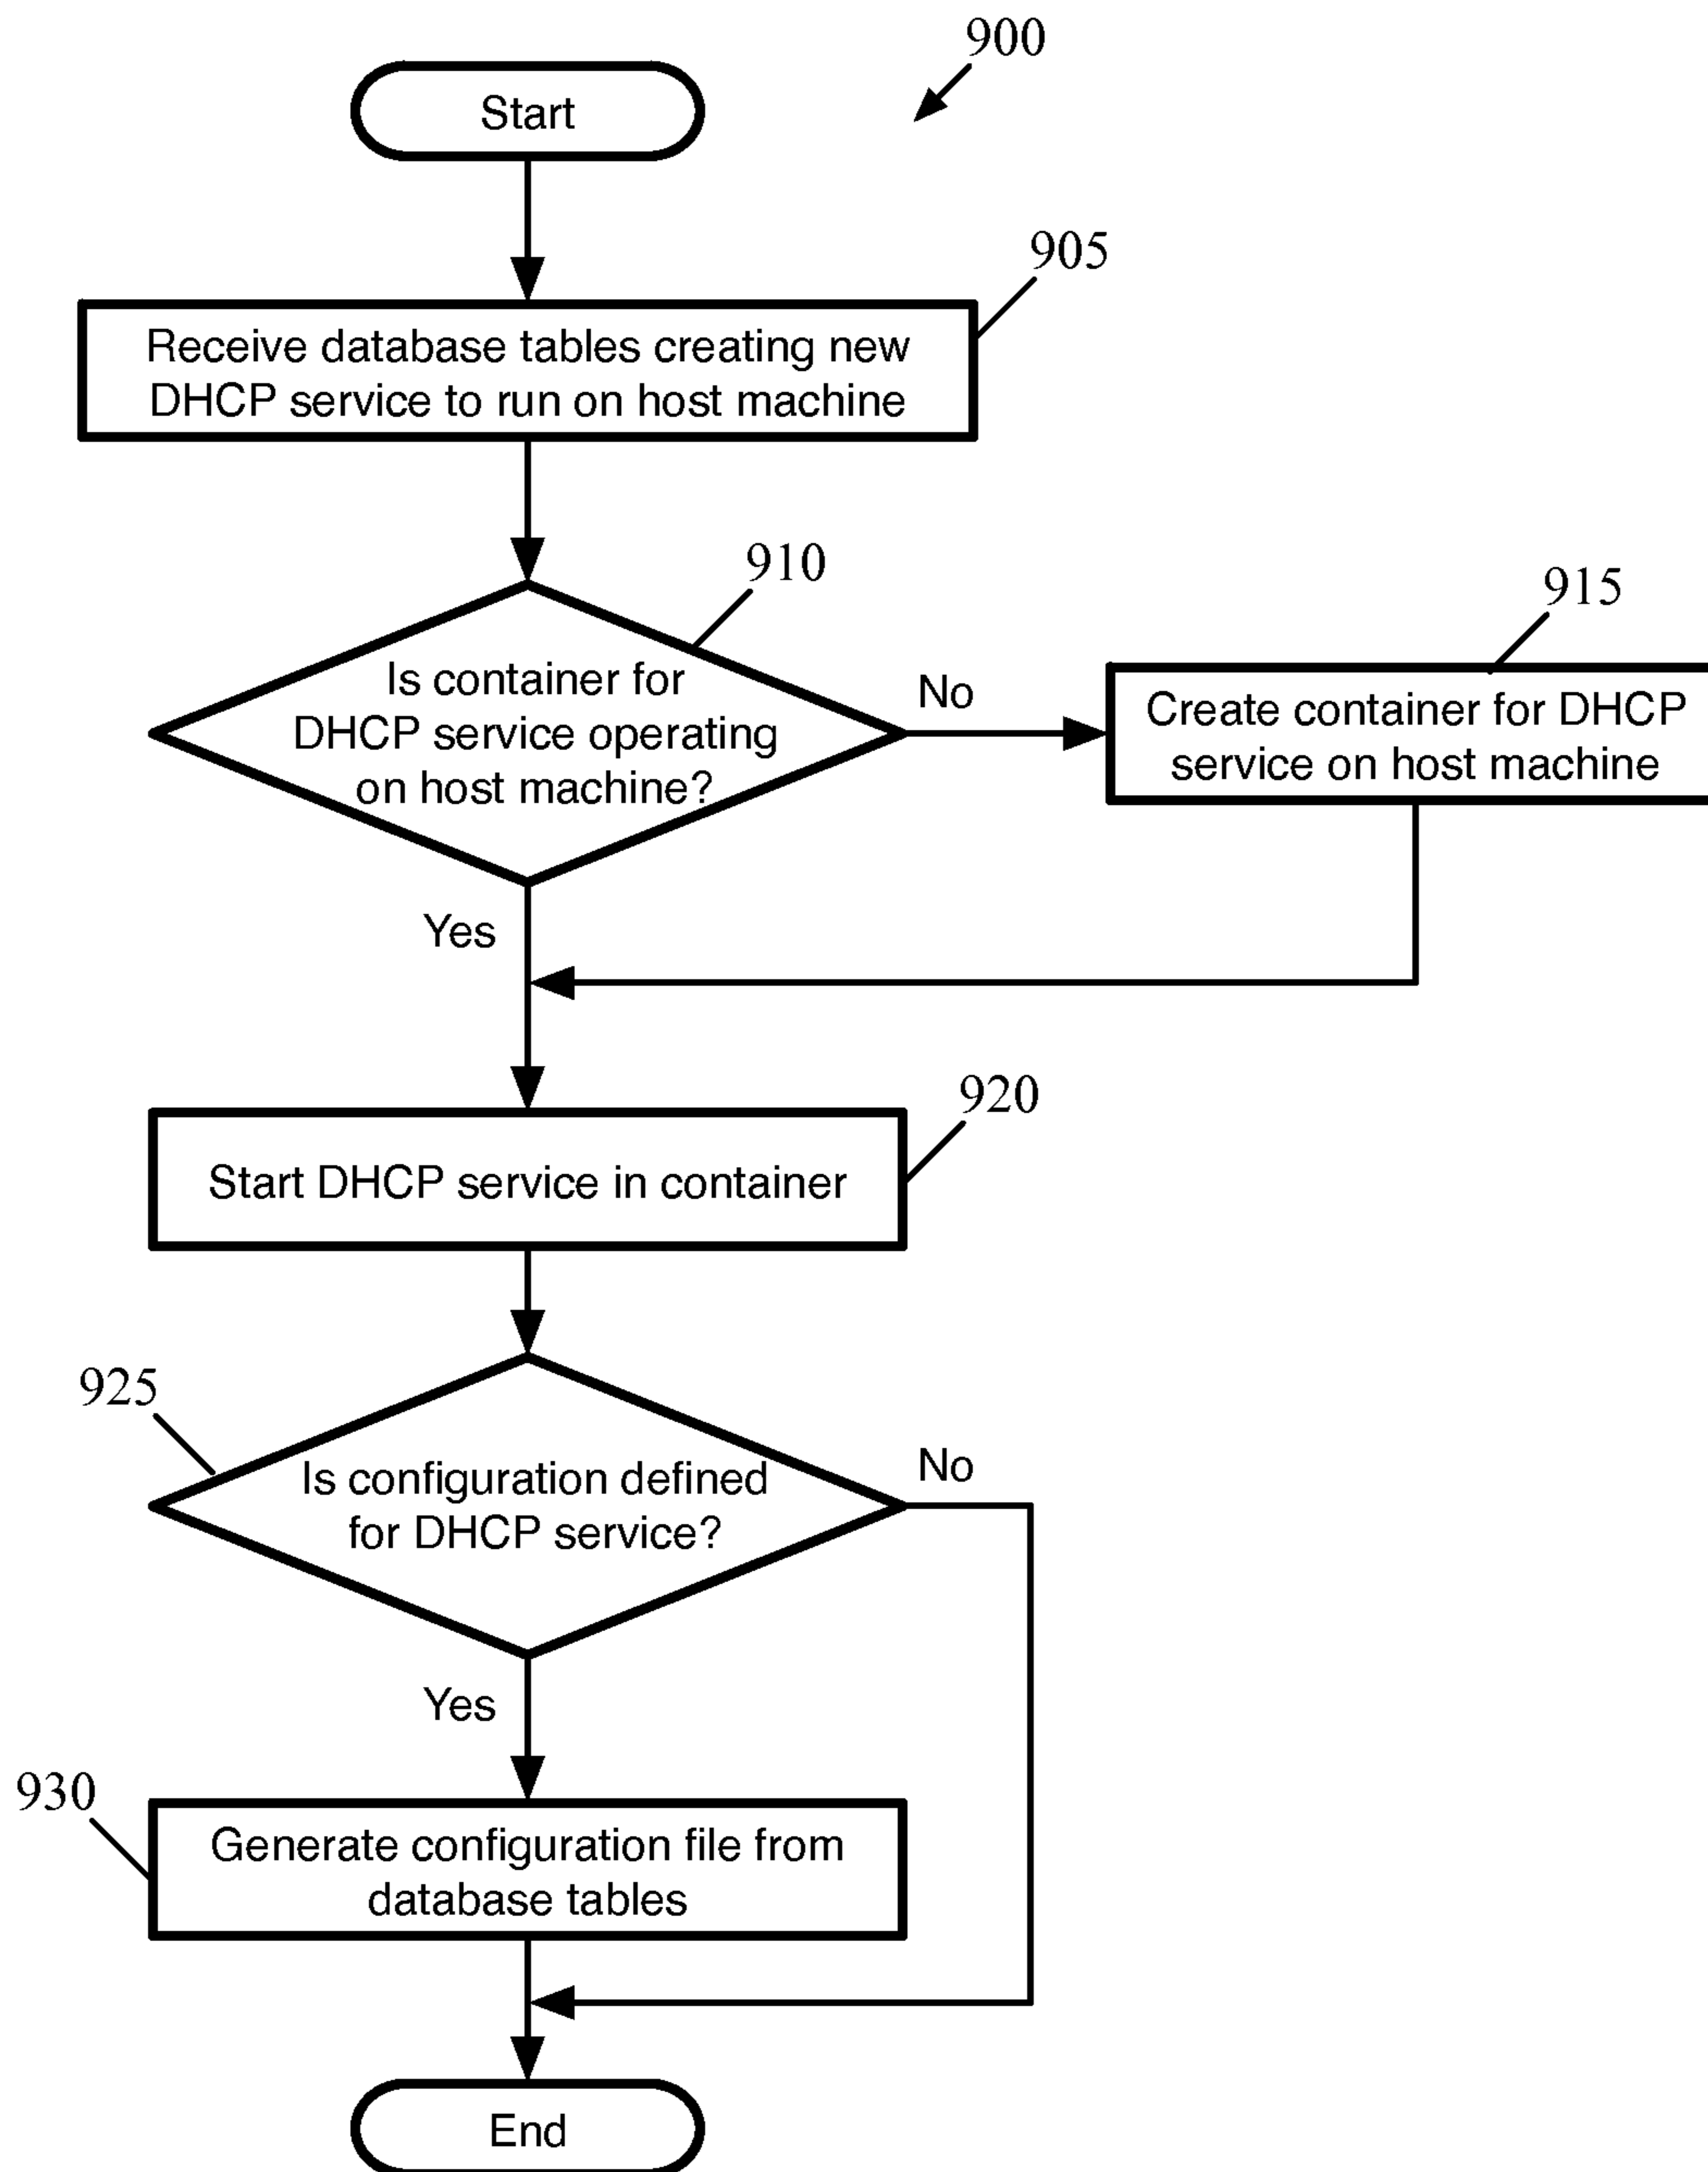 900
Start
905
Receive database tables creating new
DHCP service to run on host machine
910
Is container for
DHCP service operating
on host machine?
No
915
Create container for DHCP
service on host machine
Yes
920
Start DHCP service in container
925
Is configuration defined
for DHCP service?
No
Yes
930
Generate configuration file from
database tables
End